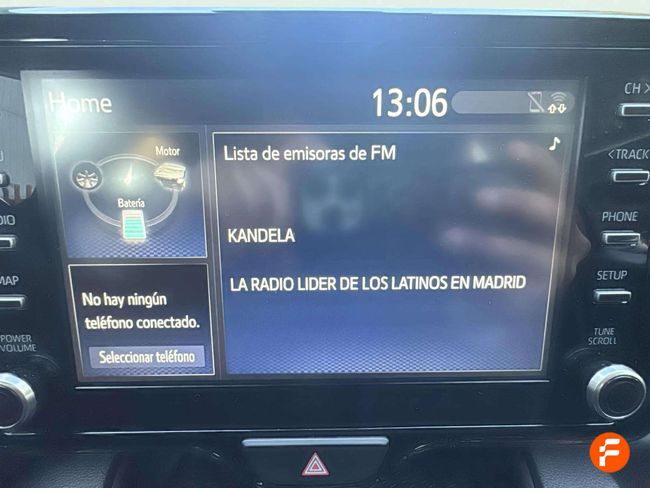 Home
13:06
CH >
Motor
Batería
Lista de emisoras de FM
< TRACK
KANDELA
PHONE
LA RADIO LIDER DE LOS LATINOS EN MADRID
MAP
SETUP
No hay ningún
teléfono conectado.
Seleccionar teléfono
POWER
VOLUME
TUNE
SCROLL